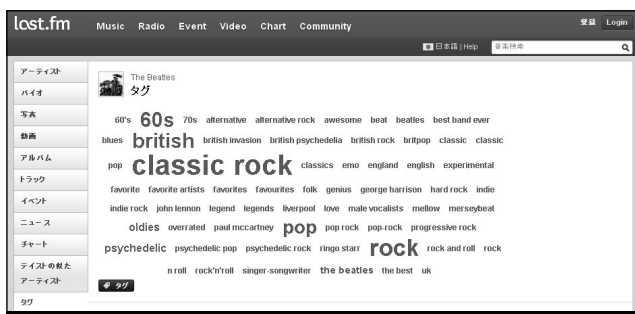 lost.fm
Music Radio Event Video Chart Community
登録 Login
日本語 | Help
音楽検索
アーティスト
バイオ
写真
動画
アルバム
トラック
イベント
ニュース
チャート
テイストの似た
アーティスト
タグ
The Beatles
タグ
60's 60s 70s alternative alternative rock awesome beat beatles best band ever
blues british british invasion british psychedelia british rock britpop classic classic
pop classic rock classics emo england english experimental
favorite favorite artists favorites favourites folk genius george harrison hard rock indie
indie rock john lennon legend legends liverpool love male vocalists mellow merseybeat
oldies overrated paul mccartney pop pop rock pop-rock progressive rock
psychedelic psychedelic pop psychedelic rock ringo starr rock rock and roll rock
n roll rock'n'roll singer-songwriter the beatles the best uk
タグ